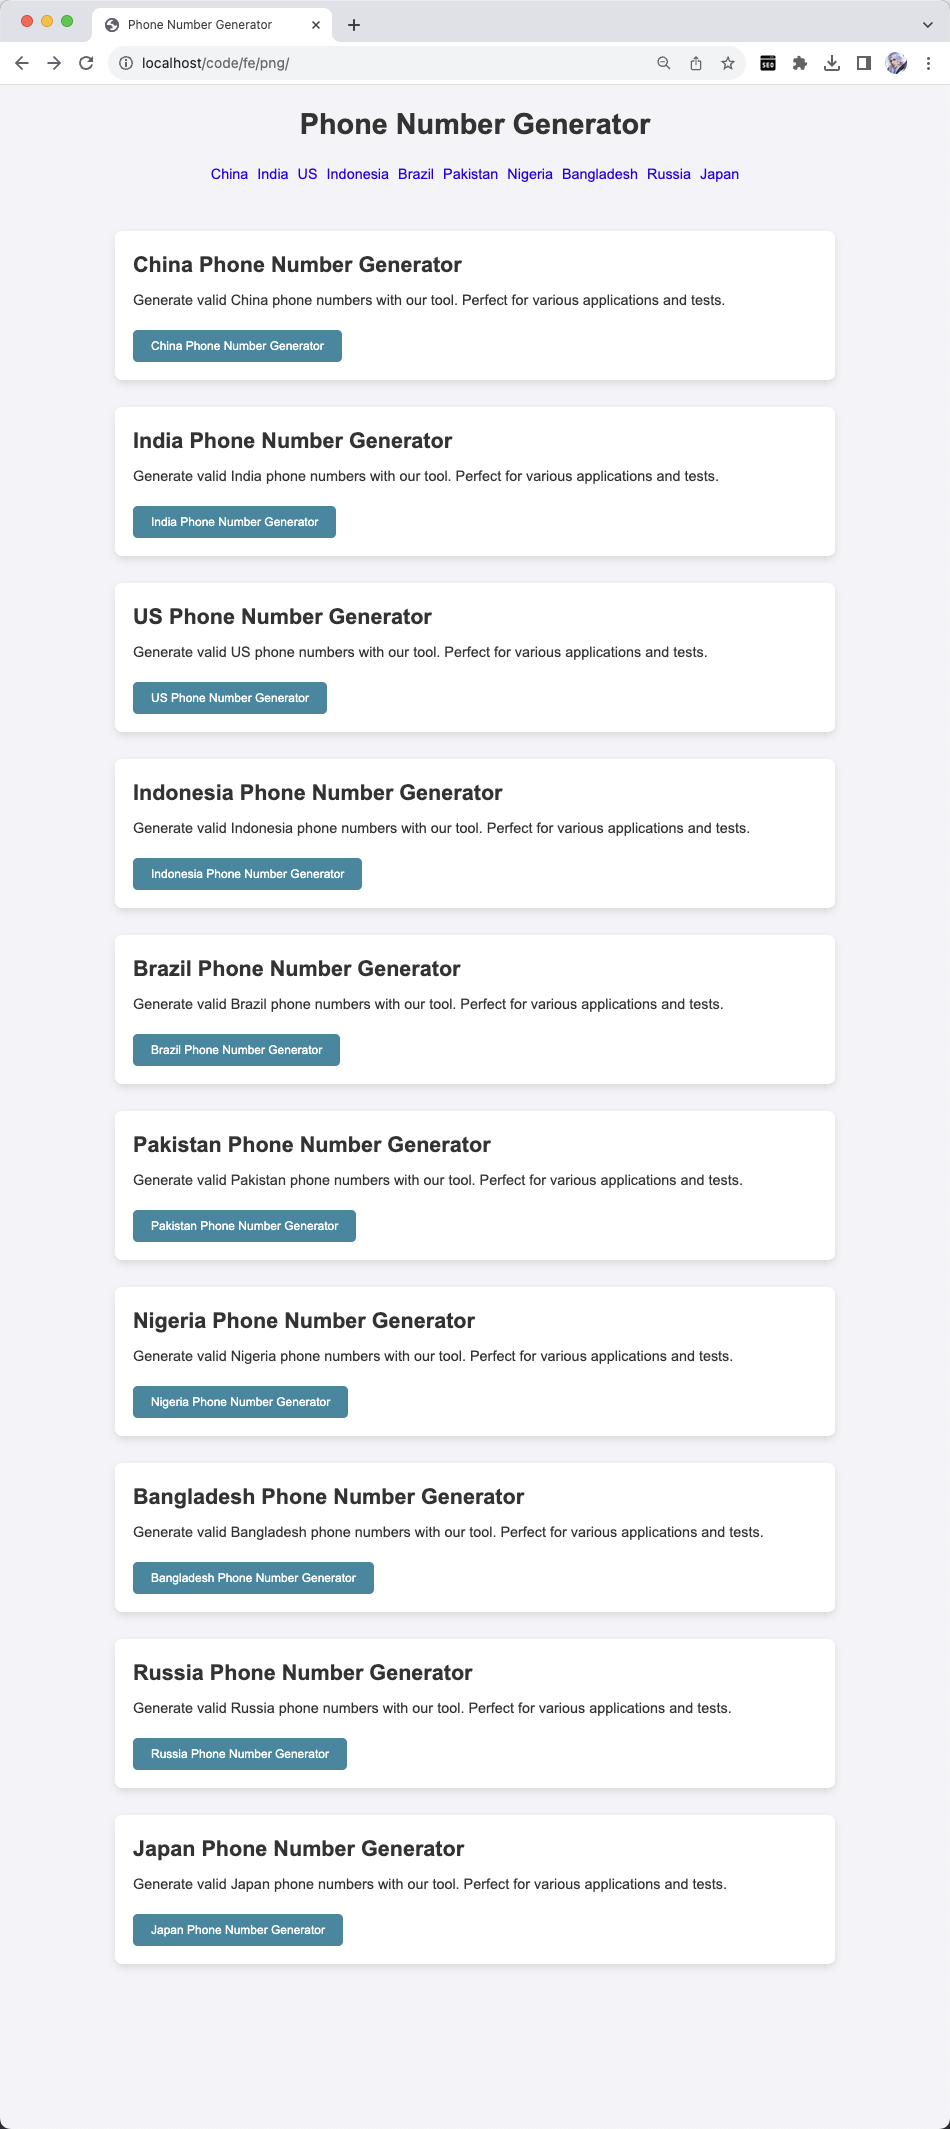 Phone Number Generator
localhost/code/fe/png/
SEO
Phone Number Generator
China India US Indonesia Brazil Pakistan Nigeria Bangladesh Russia Japan
China Phone Number Generator
Generate valid China phone numbers with our tool. Perfect for various applications and tests.
China Phone Number Generator
India Phone Number Generator
Generate valid India phone numbers with our tool. Perfect for various applications and tests.
India Phone Number Generator
US Phone Number Generator
Generate valid US phone numbers with our tool. Perfect for various applications and tests.
US Phone Number Generator
Indonesia Phone Number Generator
Generate valid Indonesia phone numbers with our tool. Perfect for various applications and tests.
Indonesia Phone Number Generator
Brazil Phone Number Generator
Generate valid Brazil phone numbers with our tool. Perfect for various applications and tests.
Brazil Phone Number Generator
Pakistan Phone Number Generator
Generate valid Pakistan phone numbers with our tool. Perfect for various applications and tests.
Pakistan Phone Number Generator
Nigeria Phone Number Generator
Generate valid Nigeria phone numbers with our tool. Perfect for various applications and tests.
Nigeria Phone Number Generator
Bangladesh Phone Number Generator
Generate valid Bangladesh phone numbers with our tool. Perfect for various applications and tests.
Bangladesh Phone Number Generator
Russia Phone Number Generator
Generate valid Russia phone numbers with our tool. Perfect for various applications and tests.
Russia Phone Number Generator
Japan Phone Number Generator
Generate valid Japan phone numbers with our tool. Perfect for various applications and tests.
Japan Phone Number Generator